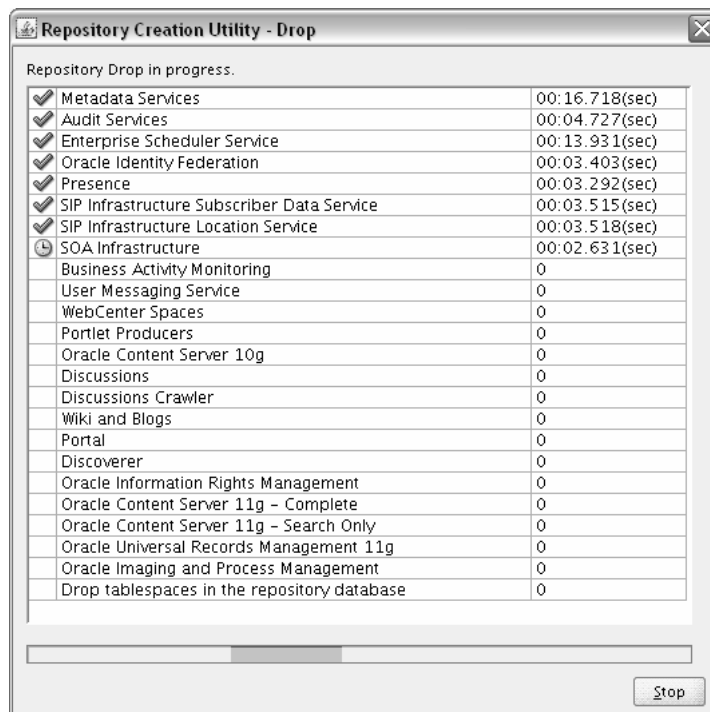 Repository Creation Utility - Drop
Repository Drop in progress.
Metadata Services 00:16.718(sec)
Audit Services 00:04.727(sec)
Enterprise Scheduler Service 00:13.931(sec)
Oracle Identity Federation 00:03.403(sec)
Presence 00:03.292(sec)
SIP Infrastructure Subscriber Data Service 00:03.515(sec)
SIP Infrastructure Location Service 00:03.518(sec)
SOA Infrastructure 00:02.631(sec)
Business Activity Monitoring 0
User Messaging Service 0
WebCenter Spaces 0
Portlet Producers 0
Oracle Content Server 10g 0
Discussions 0
Discussions Crawler 0
Wiki and Blogs 0
Portal 0
Discoverer 0
Oracle Information Rights Management 0
Oracle Content Server 11g - Complete 0
Oracle Content Server 11g - Search Only 0
Oracle Universal Records Management 11g 0
Oracle Imaging and Process Management 0
Drop tablespaces in the repository database 0
Stop